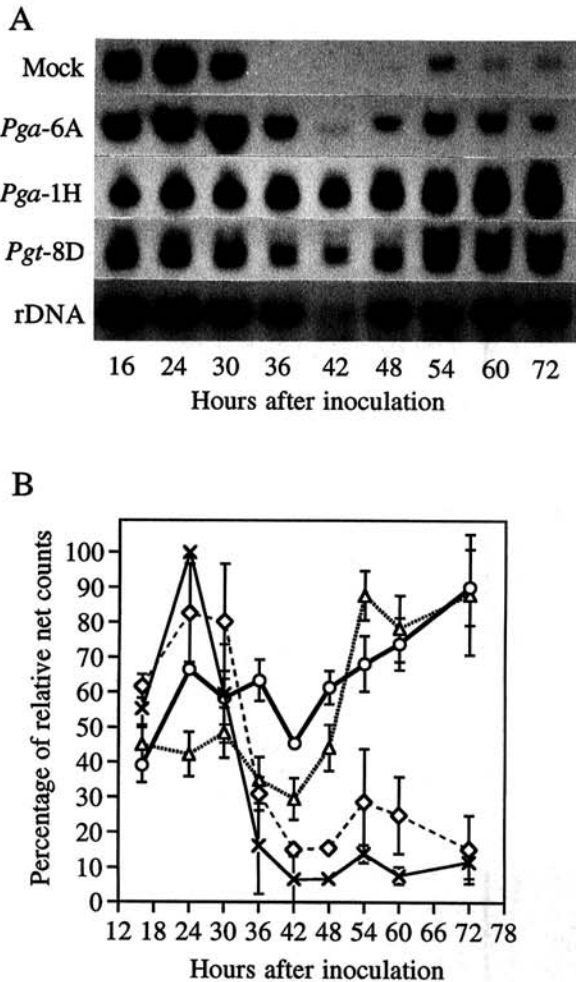 A
Mock
Pga-6A
Pga-1H
Pgt-8D
rDNA
16 24 30 36 42 48 54 60 72
Hours after inoculation
B
Percentage of relative net counts
100
90
80
70
60
50
40
30
20
10
0
12 18 24 30 36 42 48 54 60 66 72 78
Hours after inoculation